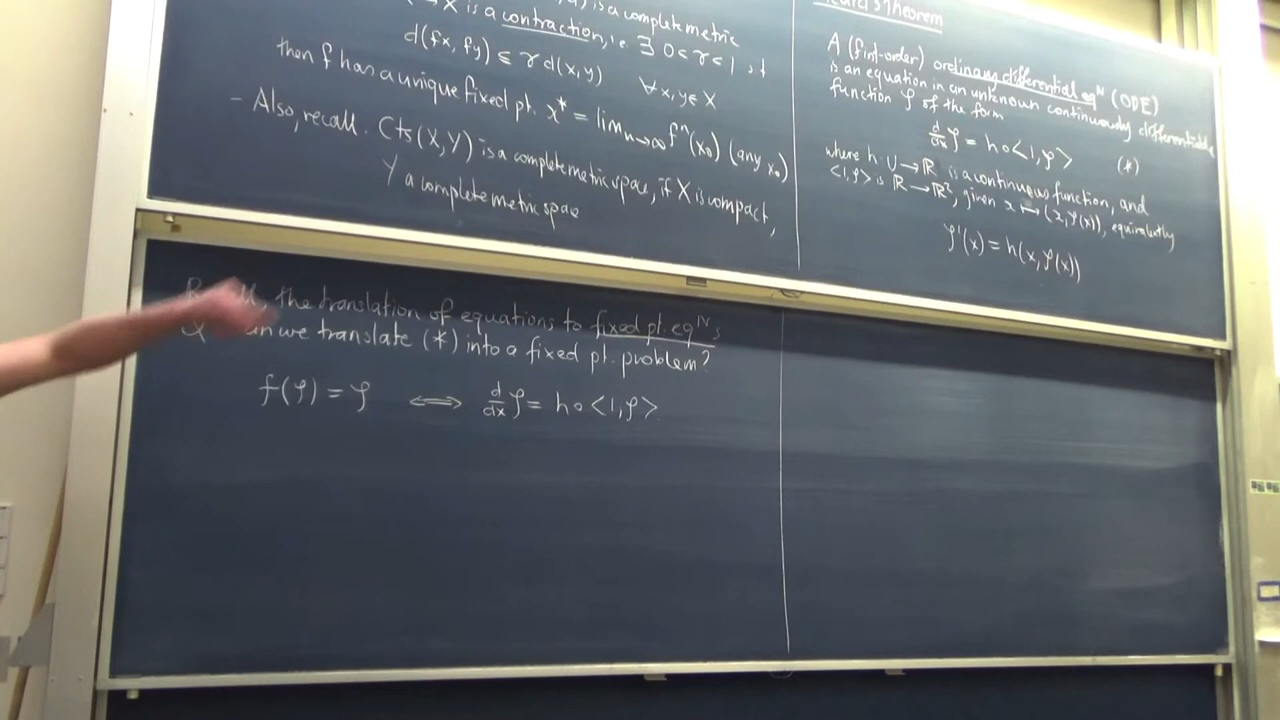 X is a contraction, i.e. ∃ 0<r<1 st
is a complete metric
d(fx, fy) ≤ r d(x,y) ∀ x,y ∈ X
then f has a unique fixed pt. x* = lim n→∞ fⁿ(x₀) (any x₀)
- Also, recall. Cts(X,Y) is a complete metric space, if X is compact,
Y a complete metric space
Theorem
A (first-order) ordinary differential eqᴺ (ODE)
is an equation in an unknown continuously differentiable
function φ of the form
d/dx φ = h∘<1,φ> (*)
where h: U→ℝ is a continuous function, and
<1,φ> is ℝ→ℝ², given x ↦ (x,φ(x)), equivalently
φ'(x) = h(x,φ(x))
the translation of equations to fixed pt. eqᴺs
we translate (*) into a fixed pt. problem?
f(φ) = φ ⟺ d/dx φ = h∘<1,φ>